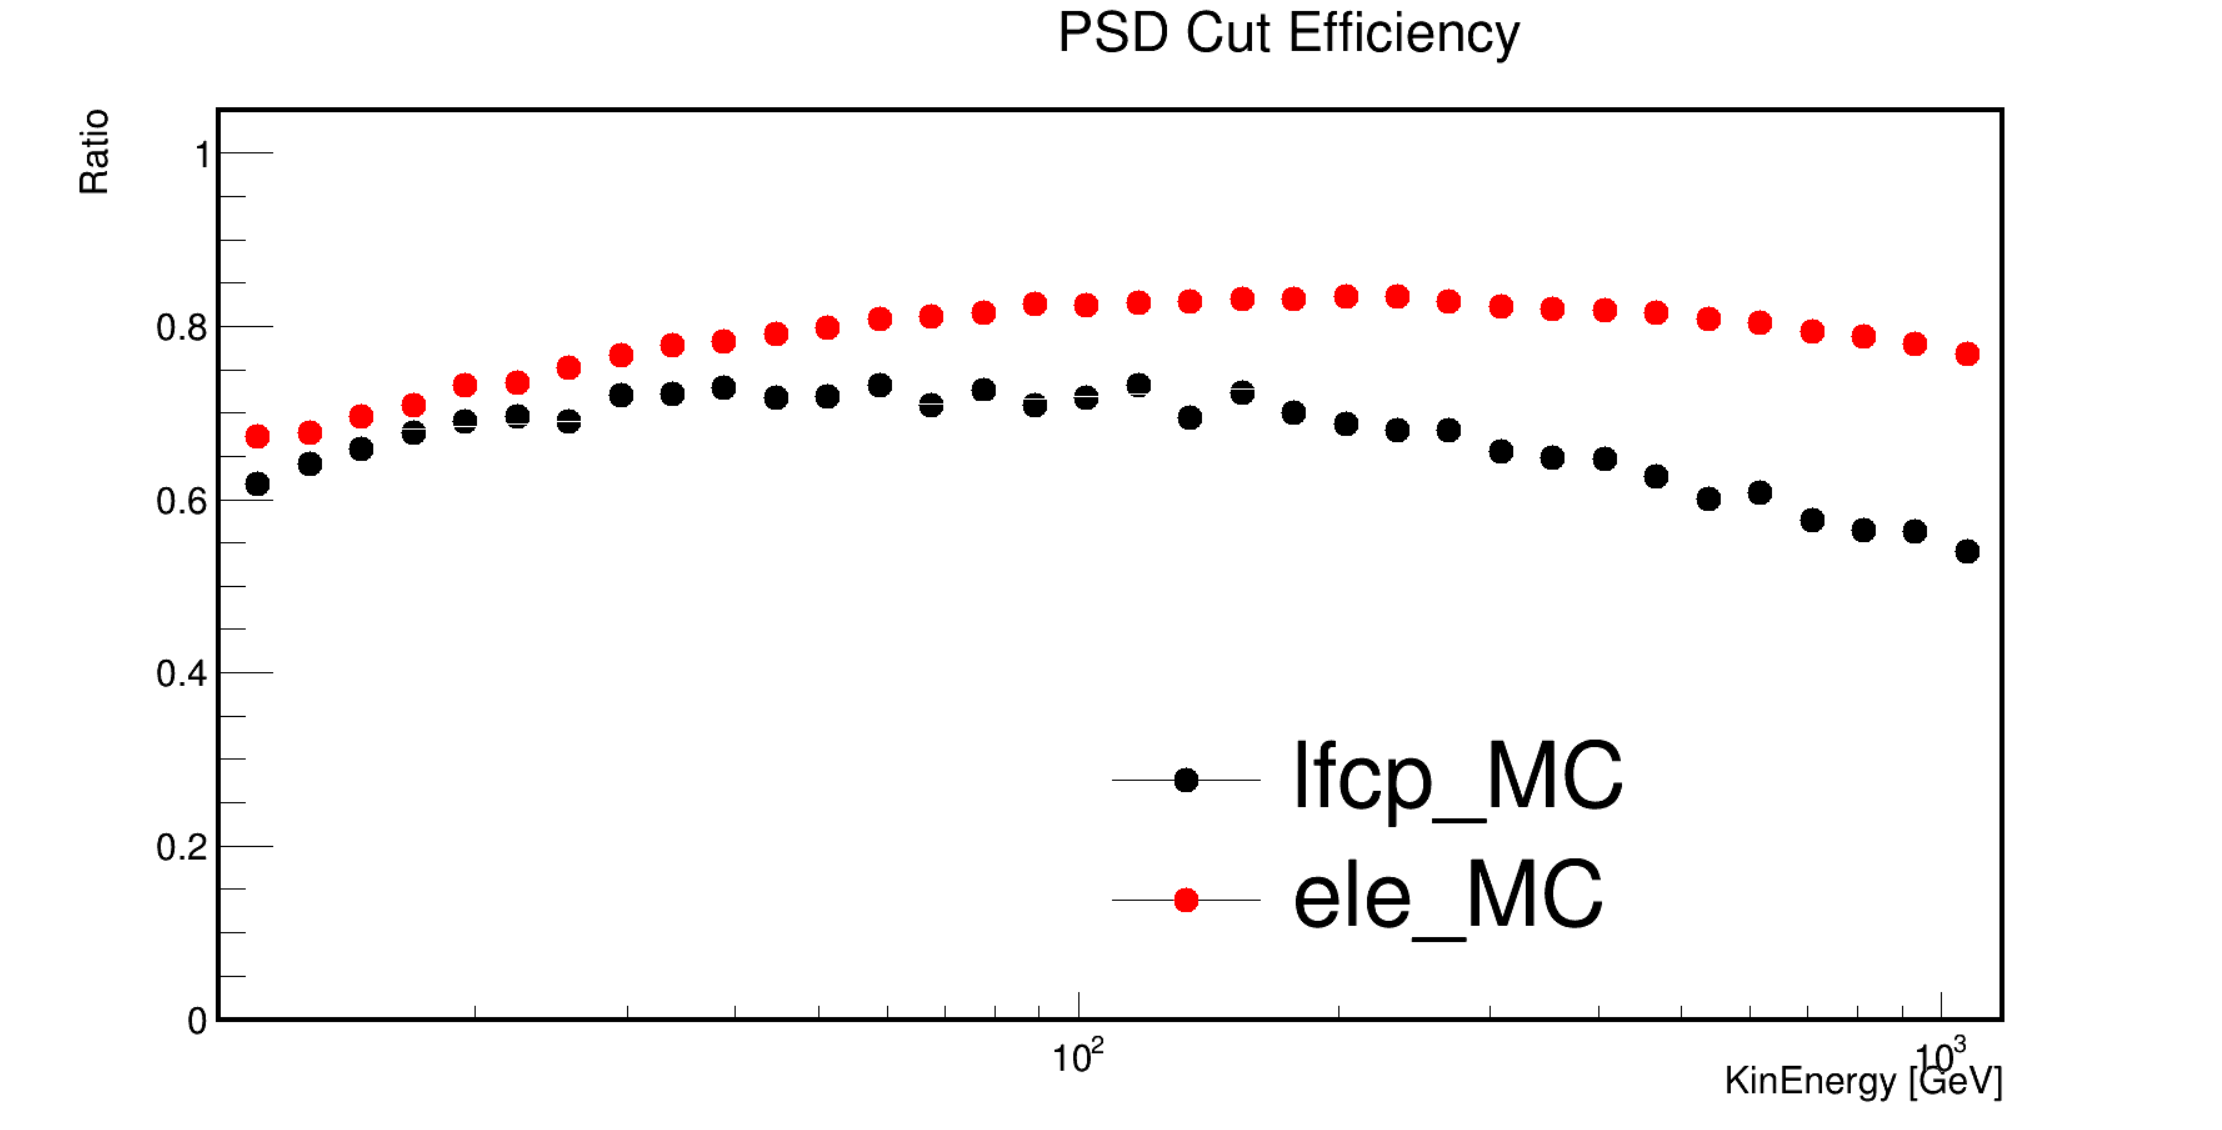 PSD Cut Efficiency
Ratio
1
0.8
0.6
0.4
0.2
0
lfcp_MC
ele_MC
10²
10³
KinEnergy [GeV]